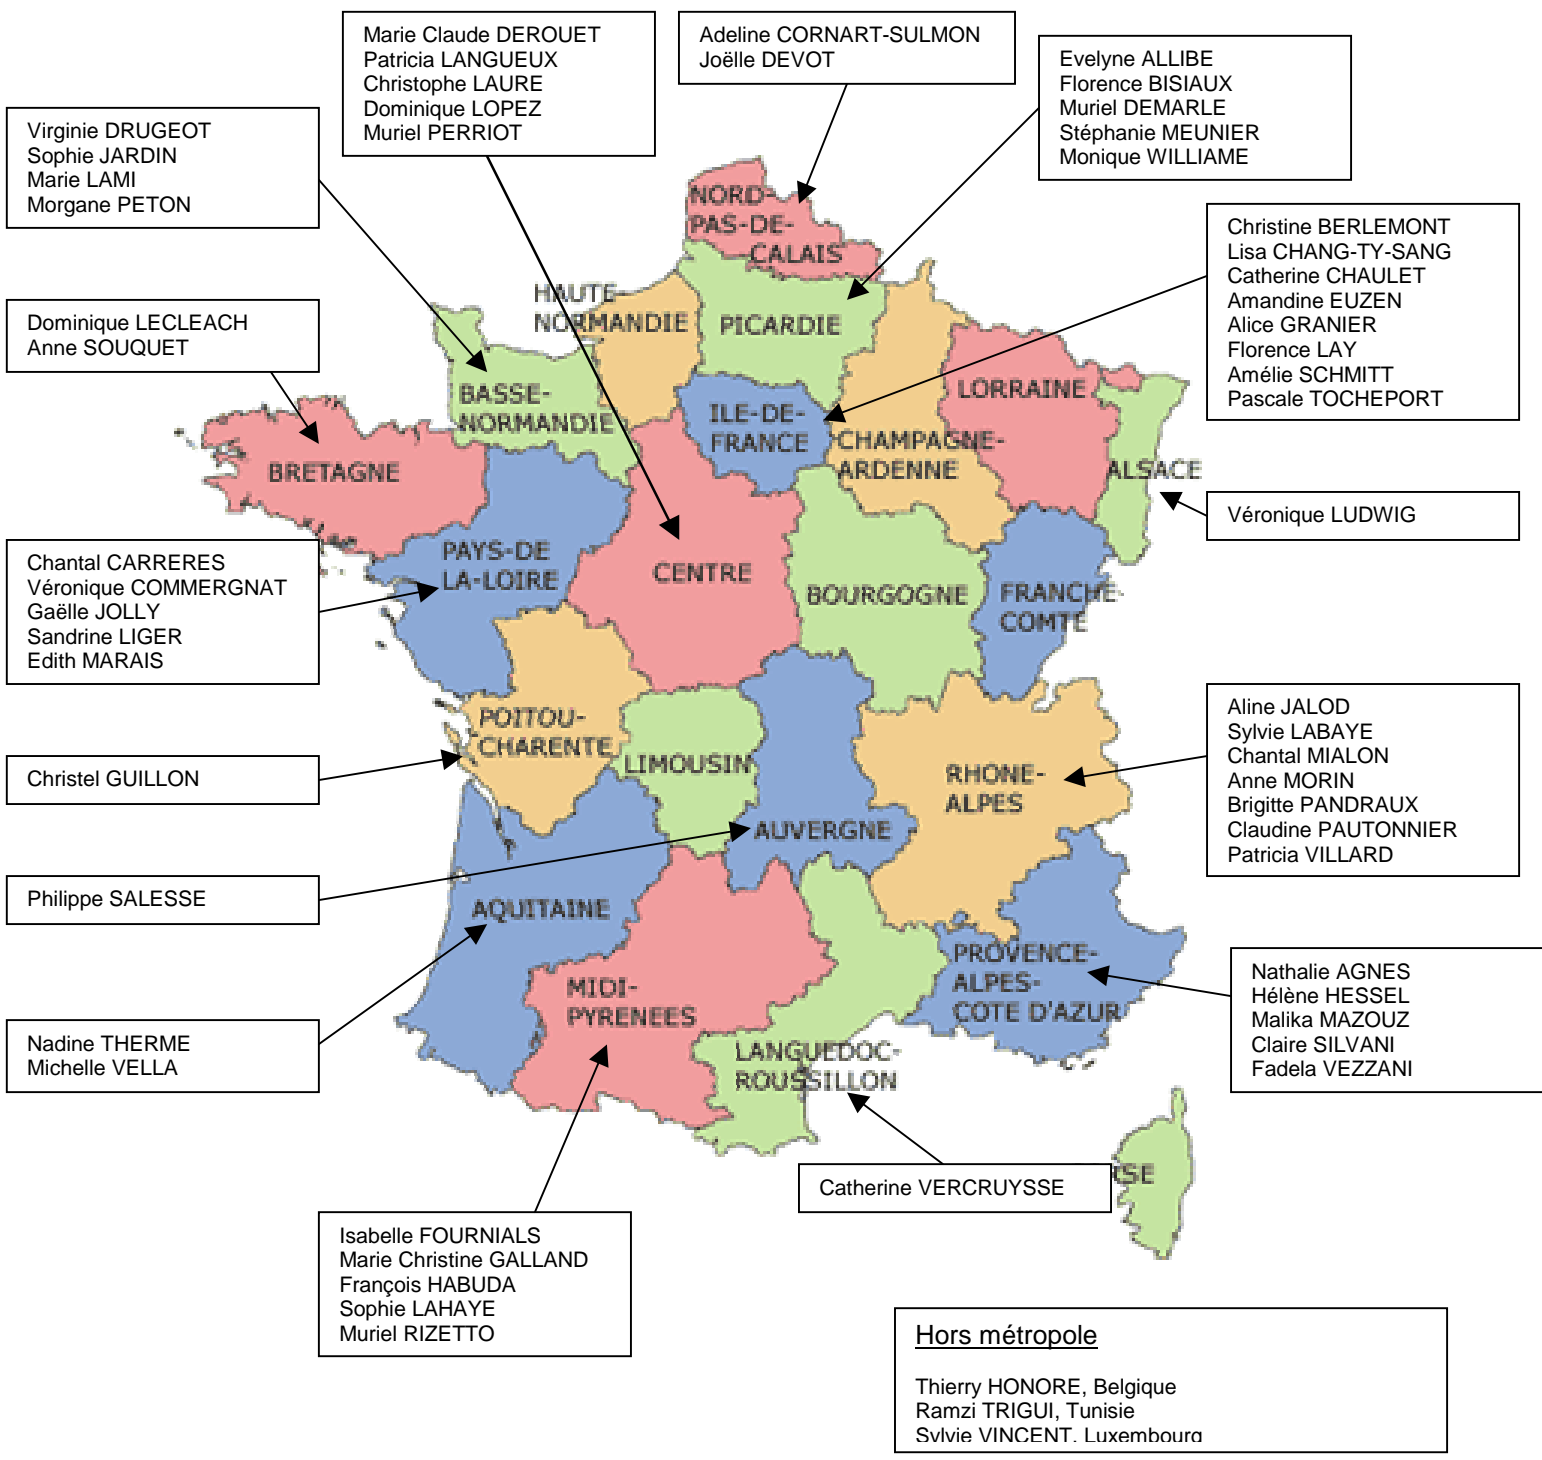 Marie Claude DEROUET
Patricia LANGUEUX
Christophe LAURE
Dominique LOPEZ
Muriel PERRIOT
Adeline CORNART-SULMON
Joëlle DEVOT
Evelyne ALLIBE
Florence BISIAUX
Muriel DEMARLE
Stéphanie MEUNIER
Monique WILLIAME
Virginie DRUGEOT
Sophie JARDIN
Marie LAMI
Morgane PETON
Christine BERLEMONT
Lisa CHANG-TY-SANG
Catherine CHAULET
Amandine EUZEN
Alice GRANIER
Florence LAY
Amélie SCHMITT
Pascale TOCHEPORT
Dominique LECLEACH
Anne SOUQUET
NORD-
PAS-DE-
CALAIS
HAUTE-
NORMANDIE
PICARDIE
BASSE-
NORMANDIE
ILE-DE-
FRANCE
CHAMPAGNE-
ARDENNE
LORRAINE
ALSACE
BRETAGNE
Véronique LUDWIG
Chantal CARRERES
Véronique COMMERGNAT
Gaëlle JOLLY
Sandrine LIGER
Edith MARAIS
PAYS-DE
LA-LOIRE
CENTRE
BOURGOGNE
FRANCHE-
COMTE
Aline JALOD
Sylvie LABAYE
Chantal MIALON
Anne MORIN
Brigitte PANDRAUX
Claudine PAUTONNIER
Patricia VILLARD
Christel GUILLON
POITOU-
CHARENTE
LIMOUSIN
AUVERGNE
RHONE-
ALPES
Philippe SALESSE
AQUITAINE
MIDI-
PYRENEES
PROVENCE-
ALPES-
COTE D'AZUR
LANGUEDOC-
ROUSSILLON
Nathalie AGNES
Hélène HESSEL
Malika MAZOUZ
Claire SILVANI
Fadela VEZZANI
Nadine THERME
Michelle VELLA
Catherine VERCRUYSSE
RSE
Isabelle FOURNIALS
Marie Christine GALLAND
François HABUDA
Sophie LAHAYE
Muriel RIZETTO
Hors métropole
Thierry HONORE, Belgique
Ramzi TRIGUI, Tunisie
Sylvie VINCENT, Luxembourg